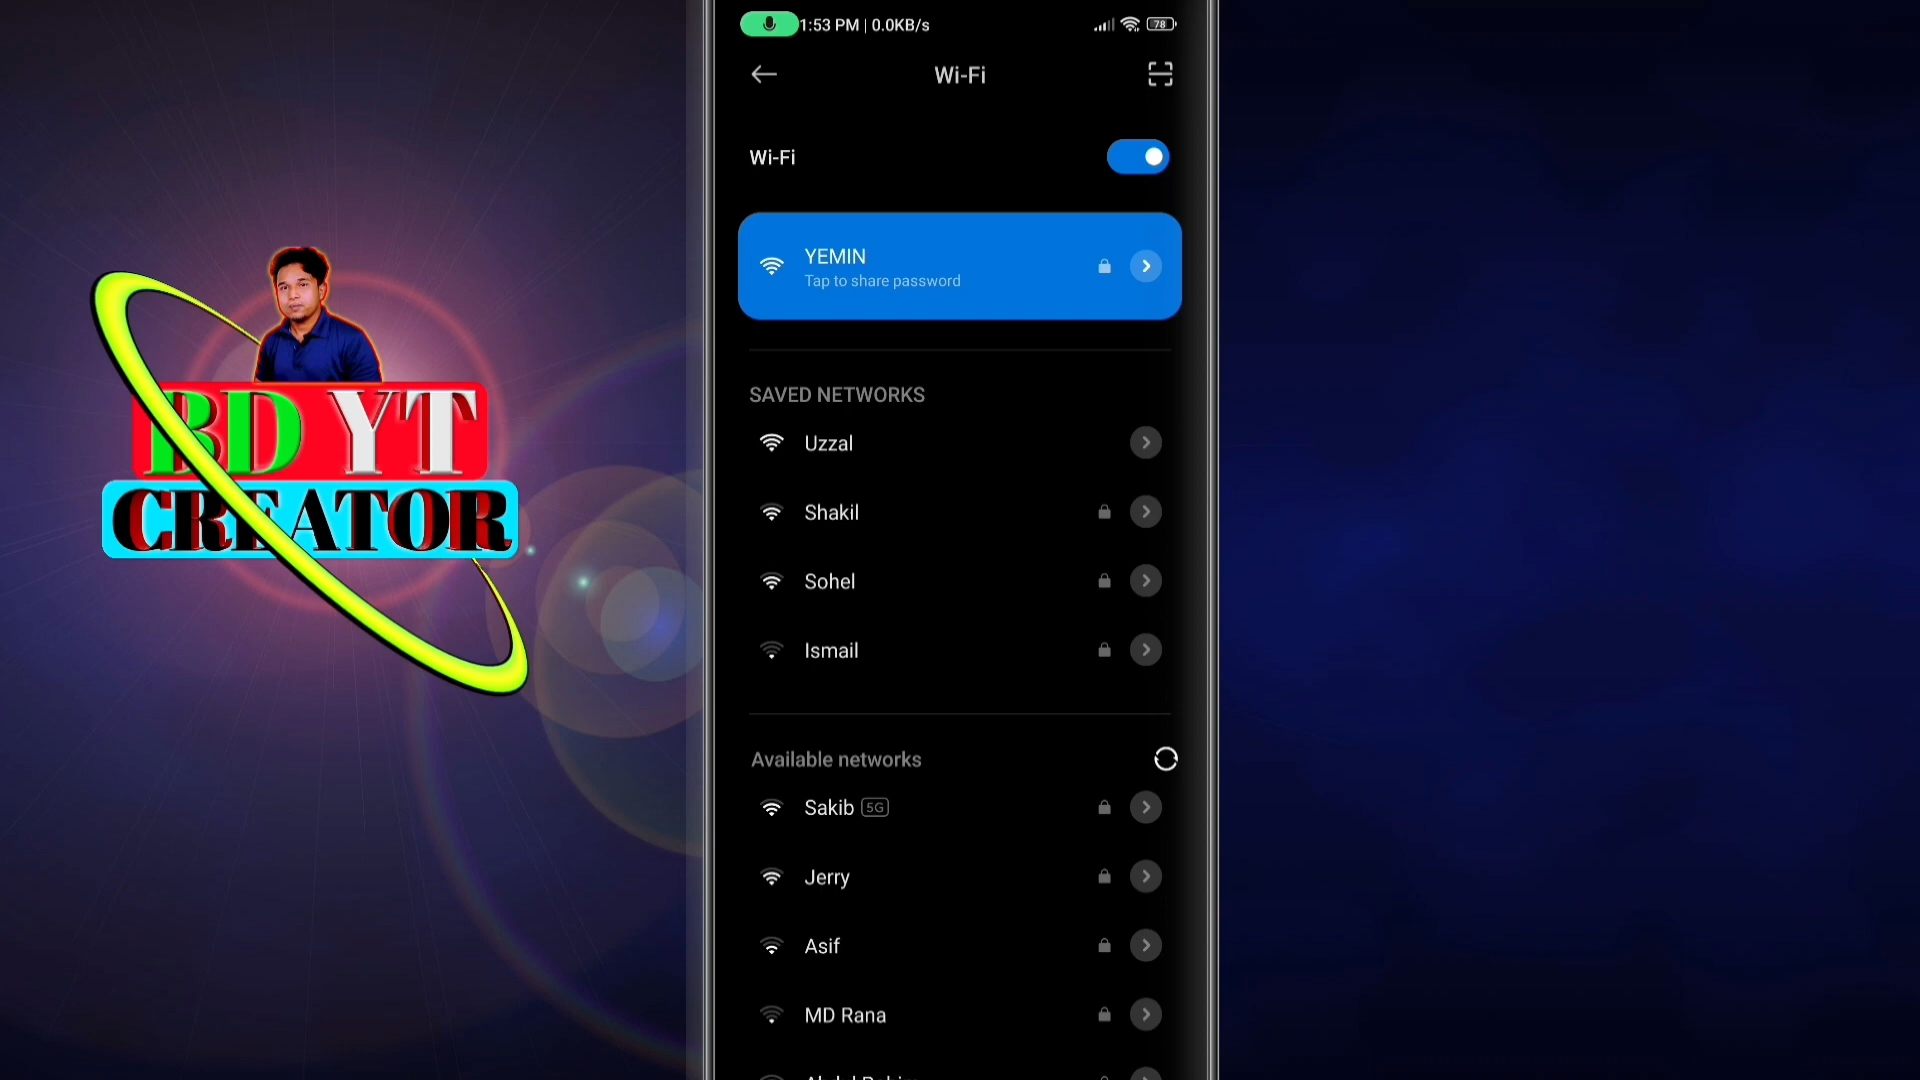 1:53 PM | 0.0KB/s
78
Wi-Fi
Wi-Fi
YEMIN
Tap to share password
SAVED NETWORKS
Uzzal
Shakil
Sohel
Ismail
Available networks
Sakib 5G
Jerry
Asif
MD Rana
BD YT
CREATOR